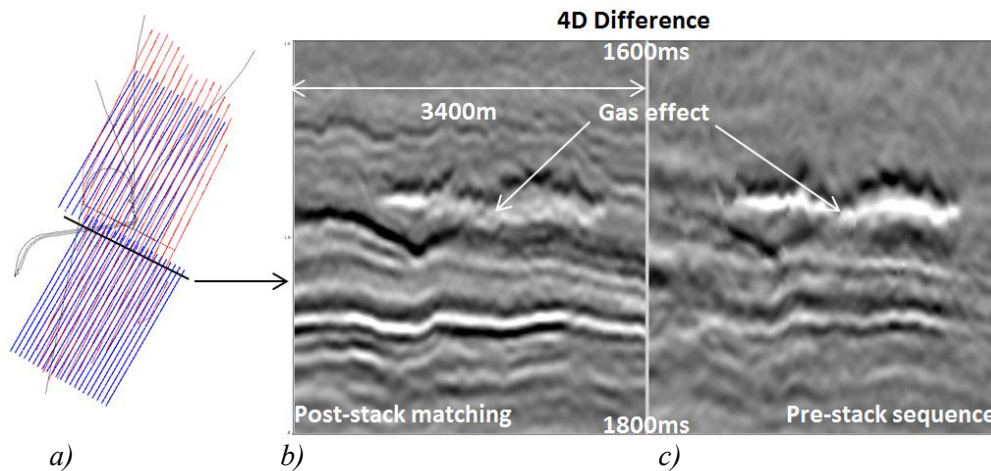 4D Difference
1600ms
3400m
Gas effect
Post-stack matching
Pre-stack sequence
1800ms
a)
b)
c)